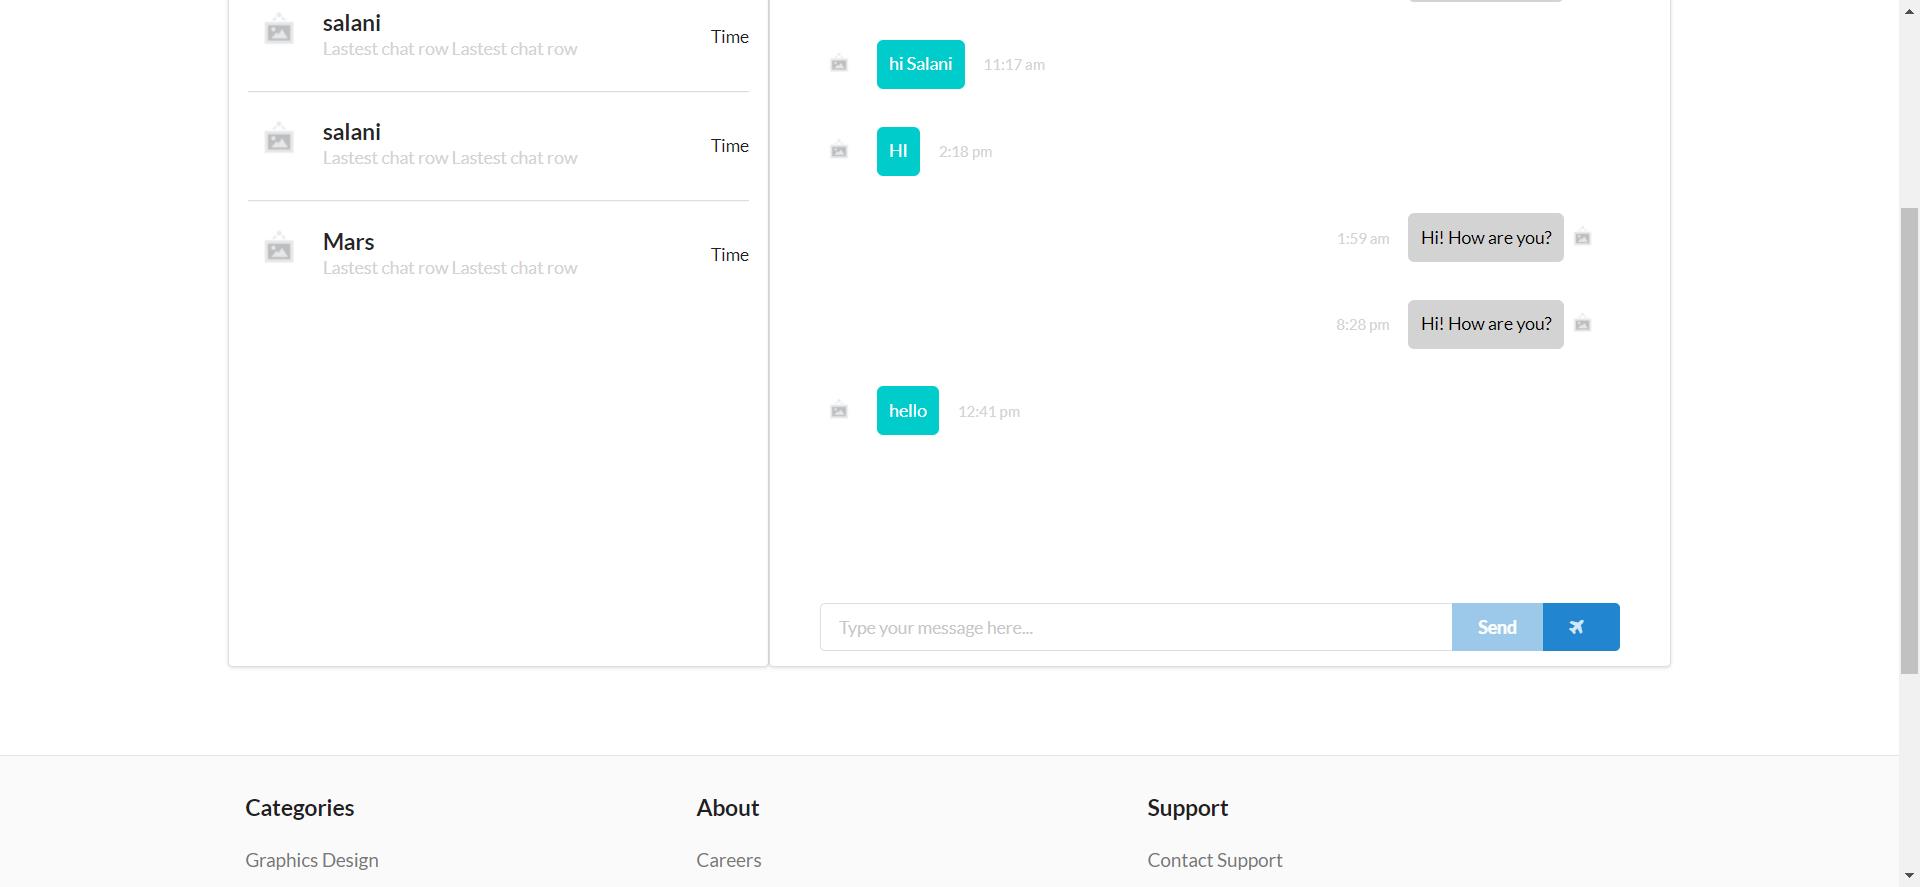 salani
Lastest chat row Lastest chat row
Time
salani
Lastest chat row Lastest chat row
Time
Mars
Lastest chat row Lastest chat row
Time
hi Salani 11:17 am
HI 2:18 pm
1:59 am Hi! How are you?
8:28 pm Hi! How are you?
hello 12:41 pm
Type your message here... Send
Categories About Support
Graphics Design Careers Contact Support